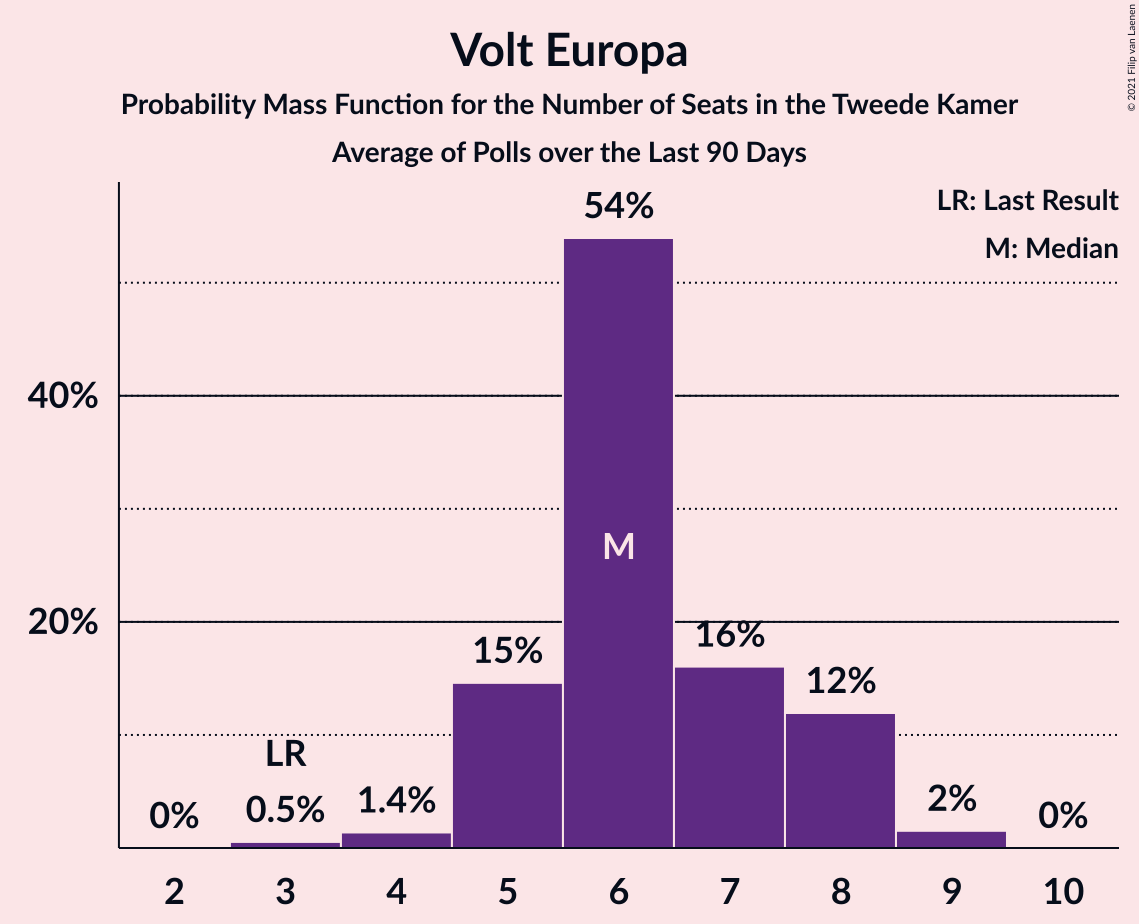 Volt Europa
Probability Mass Function for the Number of Seats in the Tweede Kamer
Average of Polls over the Last 90 Days
© 2021 Filip van Laenen
LR: Last Result
M: Median
54%
40%
M
20%
16%
15%
12%
LR
0%
0.5%
1.4%
2%
0%
2 3 4 5 6 7 8 9 10